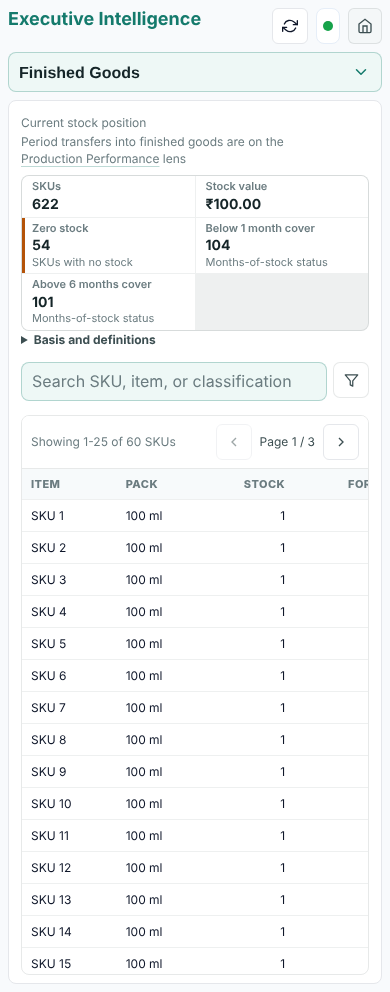 Executive Intelligence
Finished Goods
Current stock position
Period transfers into finished goods are on the
Production Performance lens
SKUs
622
Stock value
₹100.00
Zero stock
54
SKUs with no stock
Below 1 month cover
104
Months-of-stock status
Above 6 months cover
101
Months-of-stock status
Basis and definitions
Search SKU, item, or classification
Showing 1-25 of 60 SKUs
Page 1 / 3
ITEM PACK STOCK FOR
SKU 1 100 ml 1
SKU 2 100 ml 1
SKU 3 100 ml 1
SKU 4 100 ml 1
SKU 5 100 ml 1
SKU 6 100 ml 1
SKU 7 100 ml 1
SKU 8 100 ml 1
SKU 9 100 ml 1
SKU 10 100 ml 1
SKU 11 100 ml 1
SKU 12 100 ml 1
SKU 13 100 ml 1
SKU 14 100 ml 1
SKU 15 100 ml 1